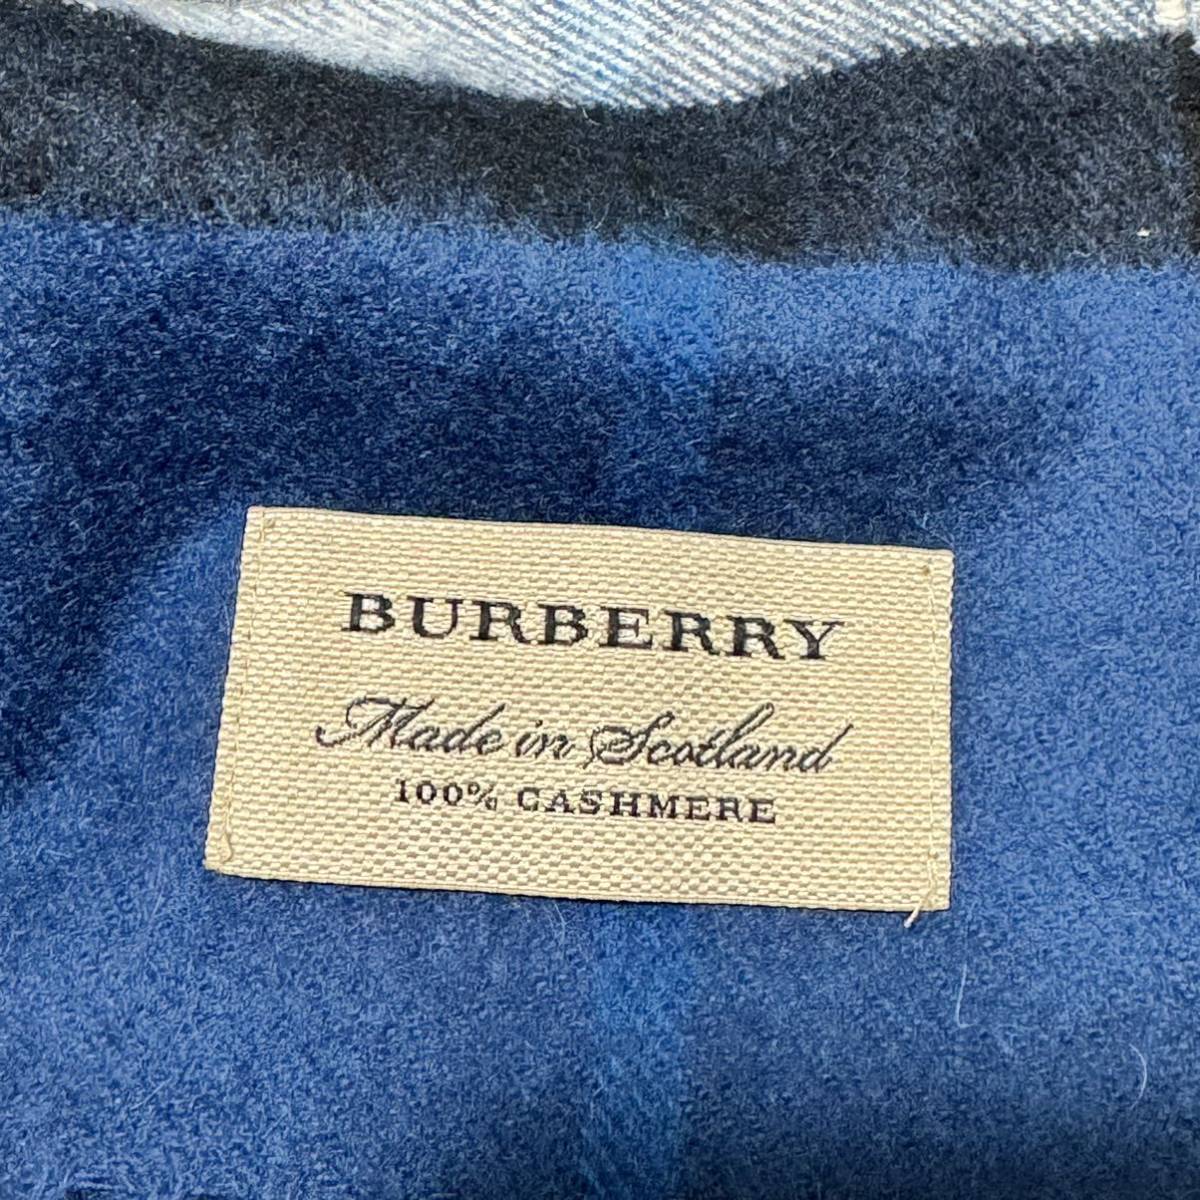 BURBERRY
Made in Scotland
100% CASHMERE